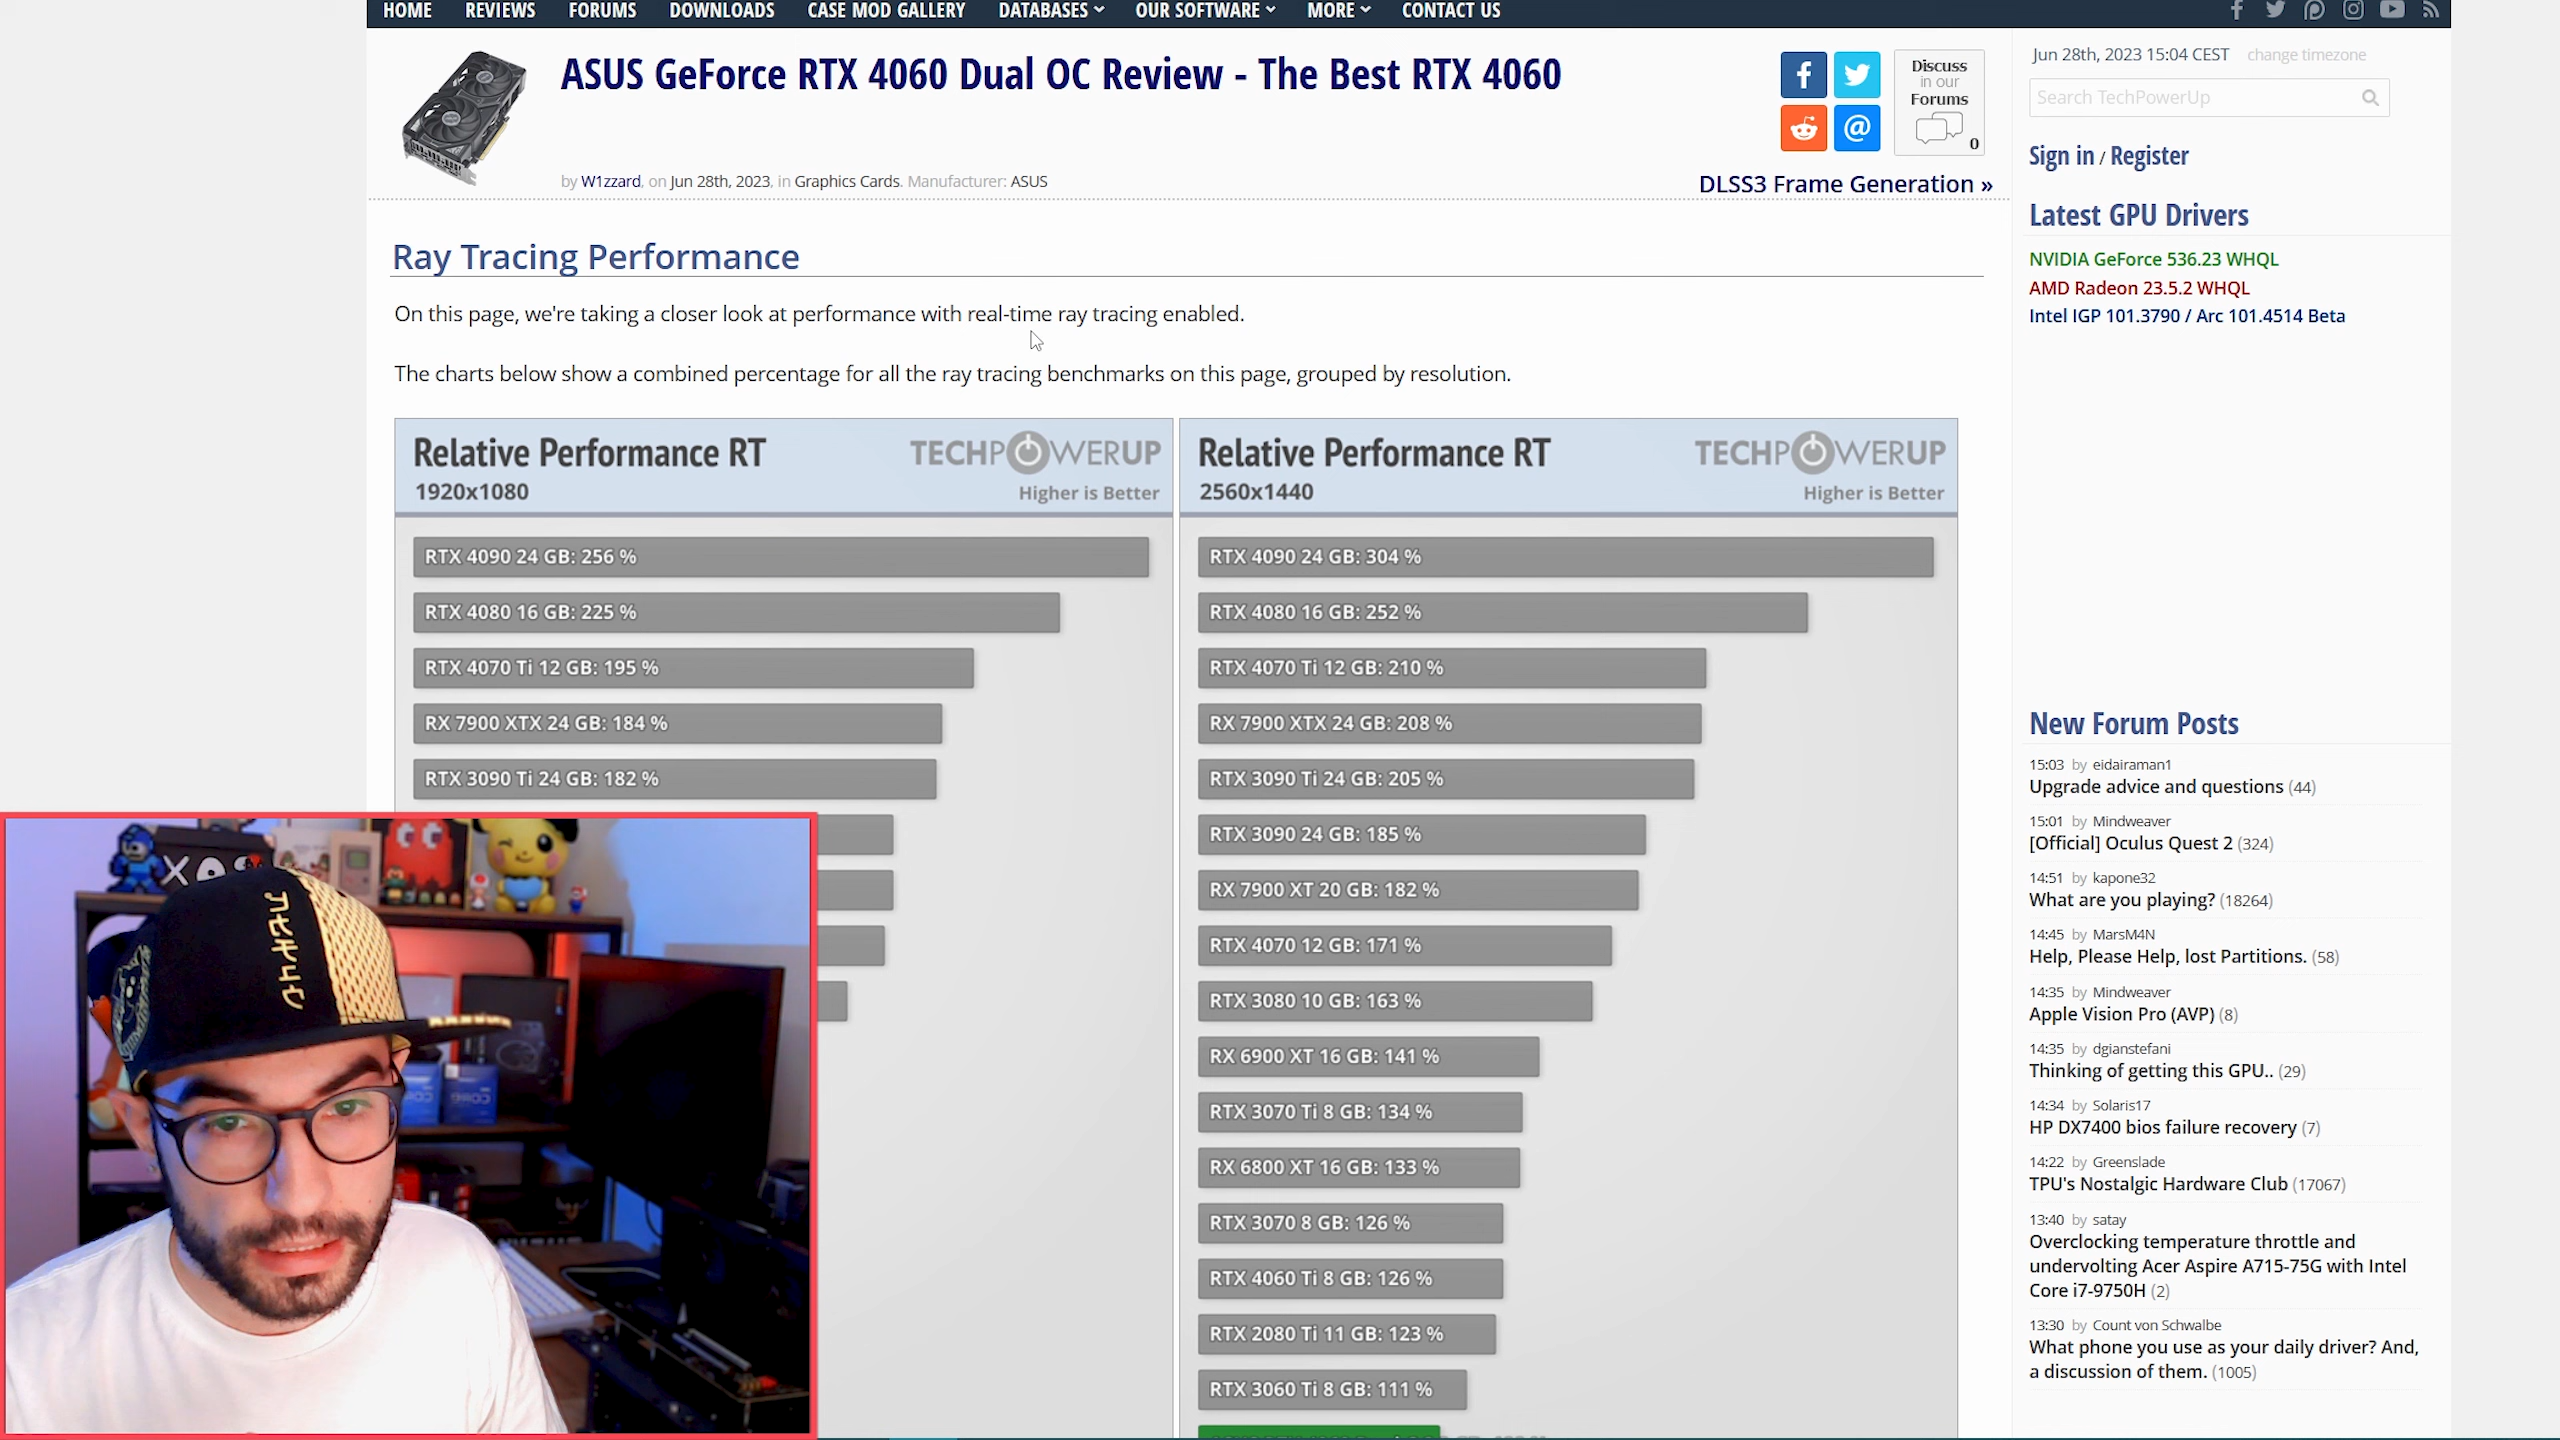 HOME REVIEWS FORUMS DOWNLOADS CASE MOD GALLERY DATABASES OUR SOFTWARE MORE CONTACT US
ASUS GeForce RTX 4060 Dual OC Review - The Best RTX 4060
Discuss
in our
Forums
0
by W1zzard, on Jun 28th, 2023, in Graphics Cards. Manufacturer: ASUS
DLSS3 Frame Generation »
Ray Tracing Performance
On this page, we're taking a closer look at performance with real-time ray tracing enabled.
The charts below show a combined percentage for all the ray tracing benchmarks on this page, grouped by resolution.
Relative Performance RT
TECHPOWERUP
1920x1080
Higher is Better
RTX 4090 24 GB: 256 %
RTX 4080 16 GB: 225 %
RTX 4070 Ti 12 GB: 195 %
RX 7900 XTX 24 GB: 184 %
RTX 3090 Ti 24 GB: 182 %
Relative Performance RT
TECHPOWERUP
2560x1440
Higher is Better
RTX 4090 24 GB: 304 %
RTX 4080 16 GB: 252 %
RTX 4070 Ti 12 GB: 210 %
RX 7900 XTX 24 GB: 208 %
RTX 3090 Ti 24 GB: 205 %
RTX 3090 24 GB: 185 %
RX 7900 XT 20 GB: 182 %
RTX 4070 12 GB: 171 %
RTX 3080 10 GB: 163 %
RX 6900 XT 16 GB: 141 %
RTX 3070 Ti 8 GB: 134 %
RX 6800 XT 16 GB: 133 %
RTX 3070 8 GB: 126 %
RTX 4060 Ti 8 GB: 126 %
RTX 2080 Ti 11 GB: 123 %
RTX 3060 Ti 8 GB: 111 %
Jun 28th, 2023 15:04 CEST change timezone
Search TechPowerUp
Sign in / Register
Latest GPU Drivers
NVIDIA GeForce 536.23 WHQL
AMD Radeon 23.5.2 WHQL
Intel IGP 101.3790 / Arc 101.4514 Beta
New Forum Posts
15:03 by eidairaman1
Upgrade advice and questions (44)
15:01 by Mindweaver
[Official] Oculus Quest 2 (324)
14:51 by kapone32
What are you playing? (18264)
14:45 by MarsM4N
Help, Please Help, lost Partitions. (58)
14:35 by Mindweaver
Apple Vision Pro (AVP) (8)
14:35 by dgianstefani
Thinking of getting this GPU.. (29)
14:34 by Solaris17
HP DX7400 bios failure recovery (7)
14:22 by Greenslade
TPU's Nostalgic Hardware Club (17067)
13:40 by satay
Overclocking temperature throttle and
undervolting Acer Aspire A715-75G with Intel
Core i7-9750H (2)
13:30 by Count von Schwalbe
What phone you use as your daily driver? And,
a discussion of them. (1005)